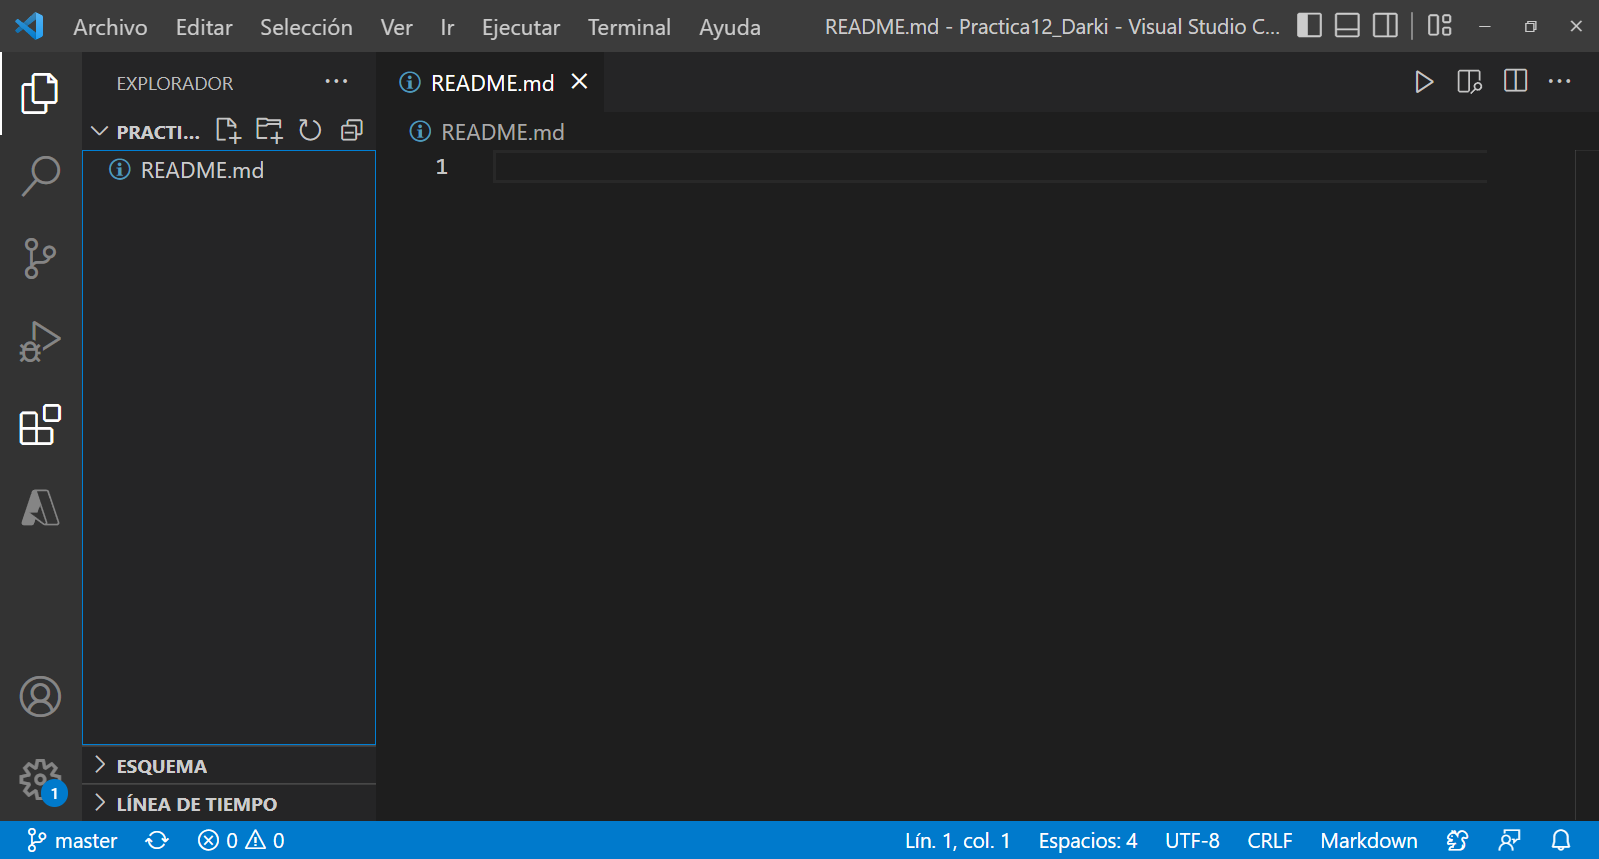 Archivo Editar Selección Ver Ir Ejecutar Terminal Ayuda README.md - Practica12_Darki - Visual Studio C...
EXPLORADOR
PRACTI...
README.md
ESQUEMA
LÍNEA DE TIEMPO
README.md
README.md
1
1
master 0 0 Lín. 1, col. 1 Espacios: 4 UTF-8 CRLF Markdown